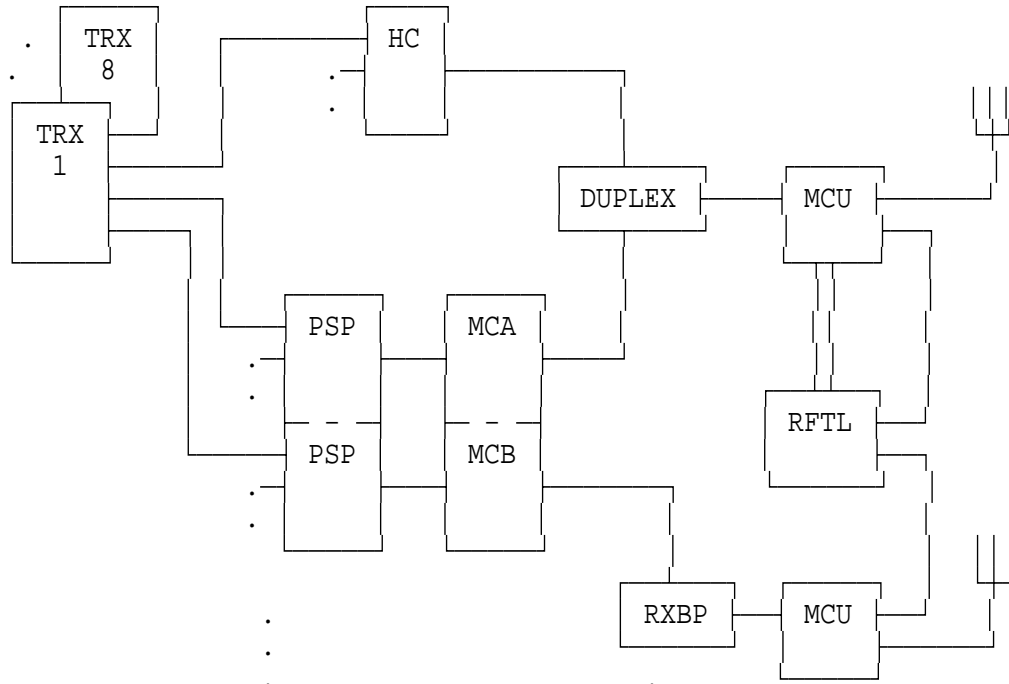 TRX
8
HC
TRX
1
DUPLEX
MCU
PSP
MCA
RFTL
PSP
MCB
RXBP
MCU